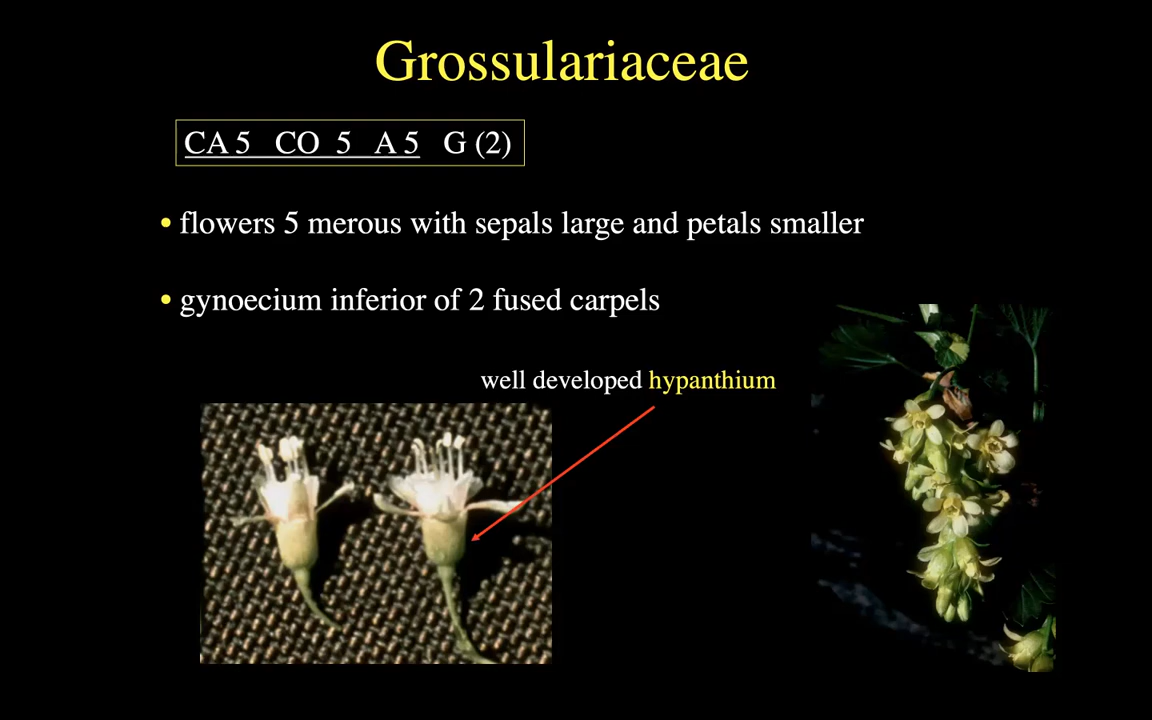 Grossulariaceae
CA 5 CO 5 A 5 G (2)
• flowers 5 merous with sepals large and petals smaller
• gynoecium inferior of 2 fused carpels
well developed hypanthium